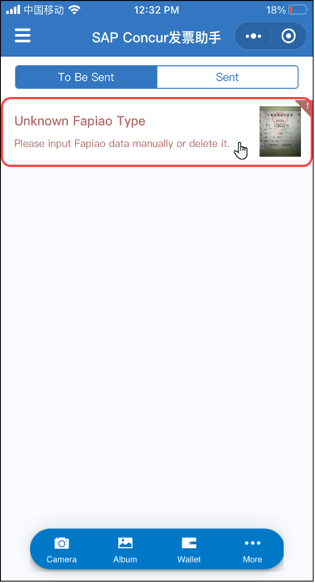 中国移动 12:32 PM 18%
SAP Concur发票助手
To Be Sent Sent
Unknown Fapiao Type
Please input Fapiao data manually or delete it.
Camera Album Wallet More